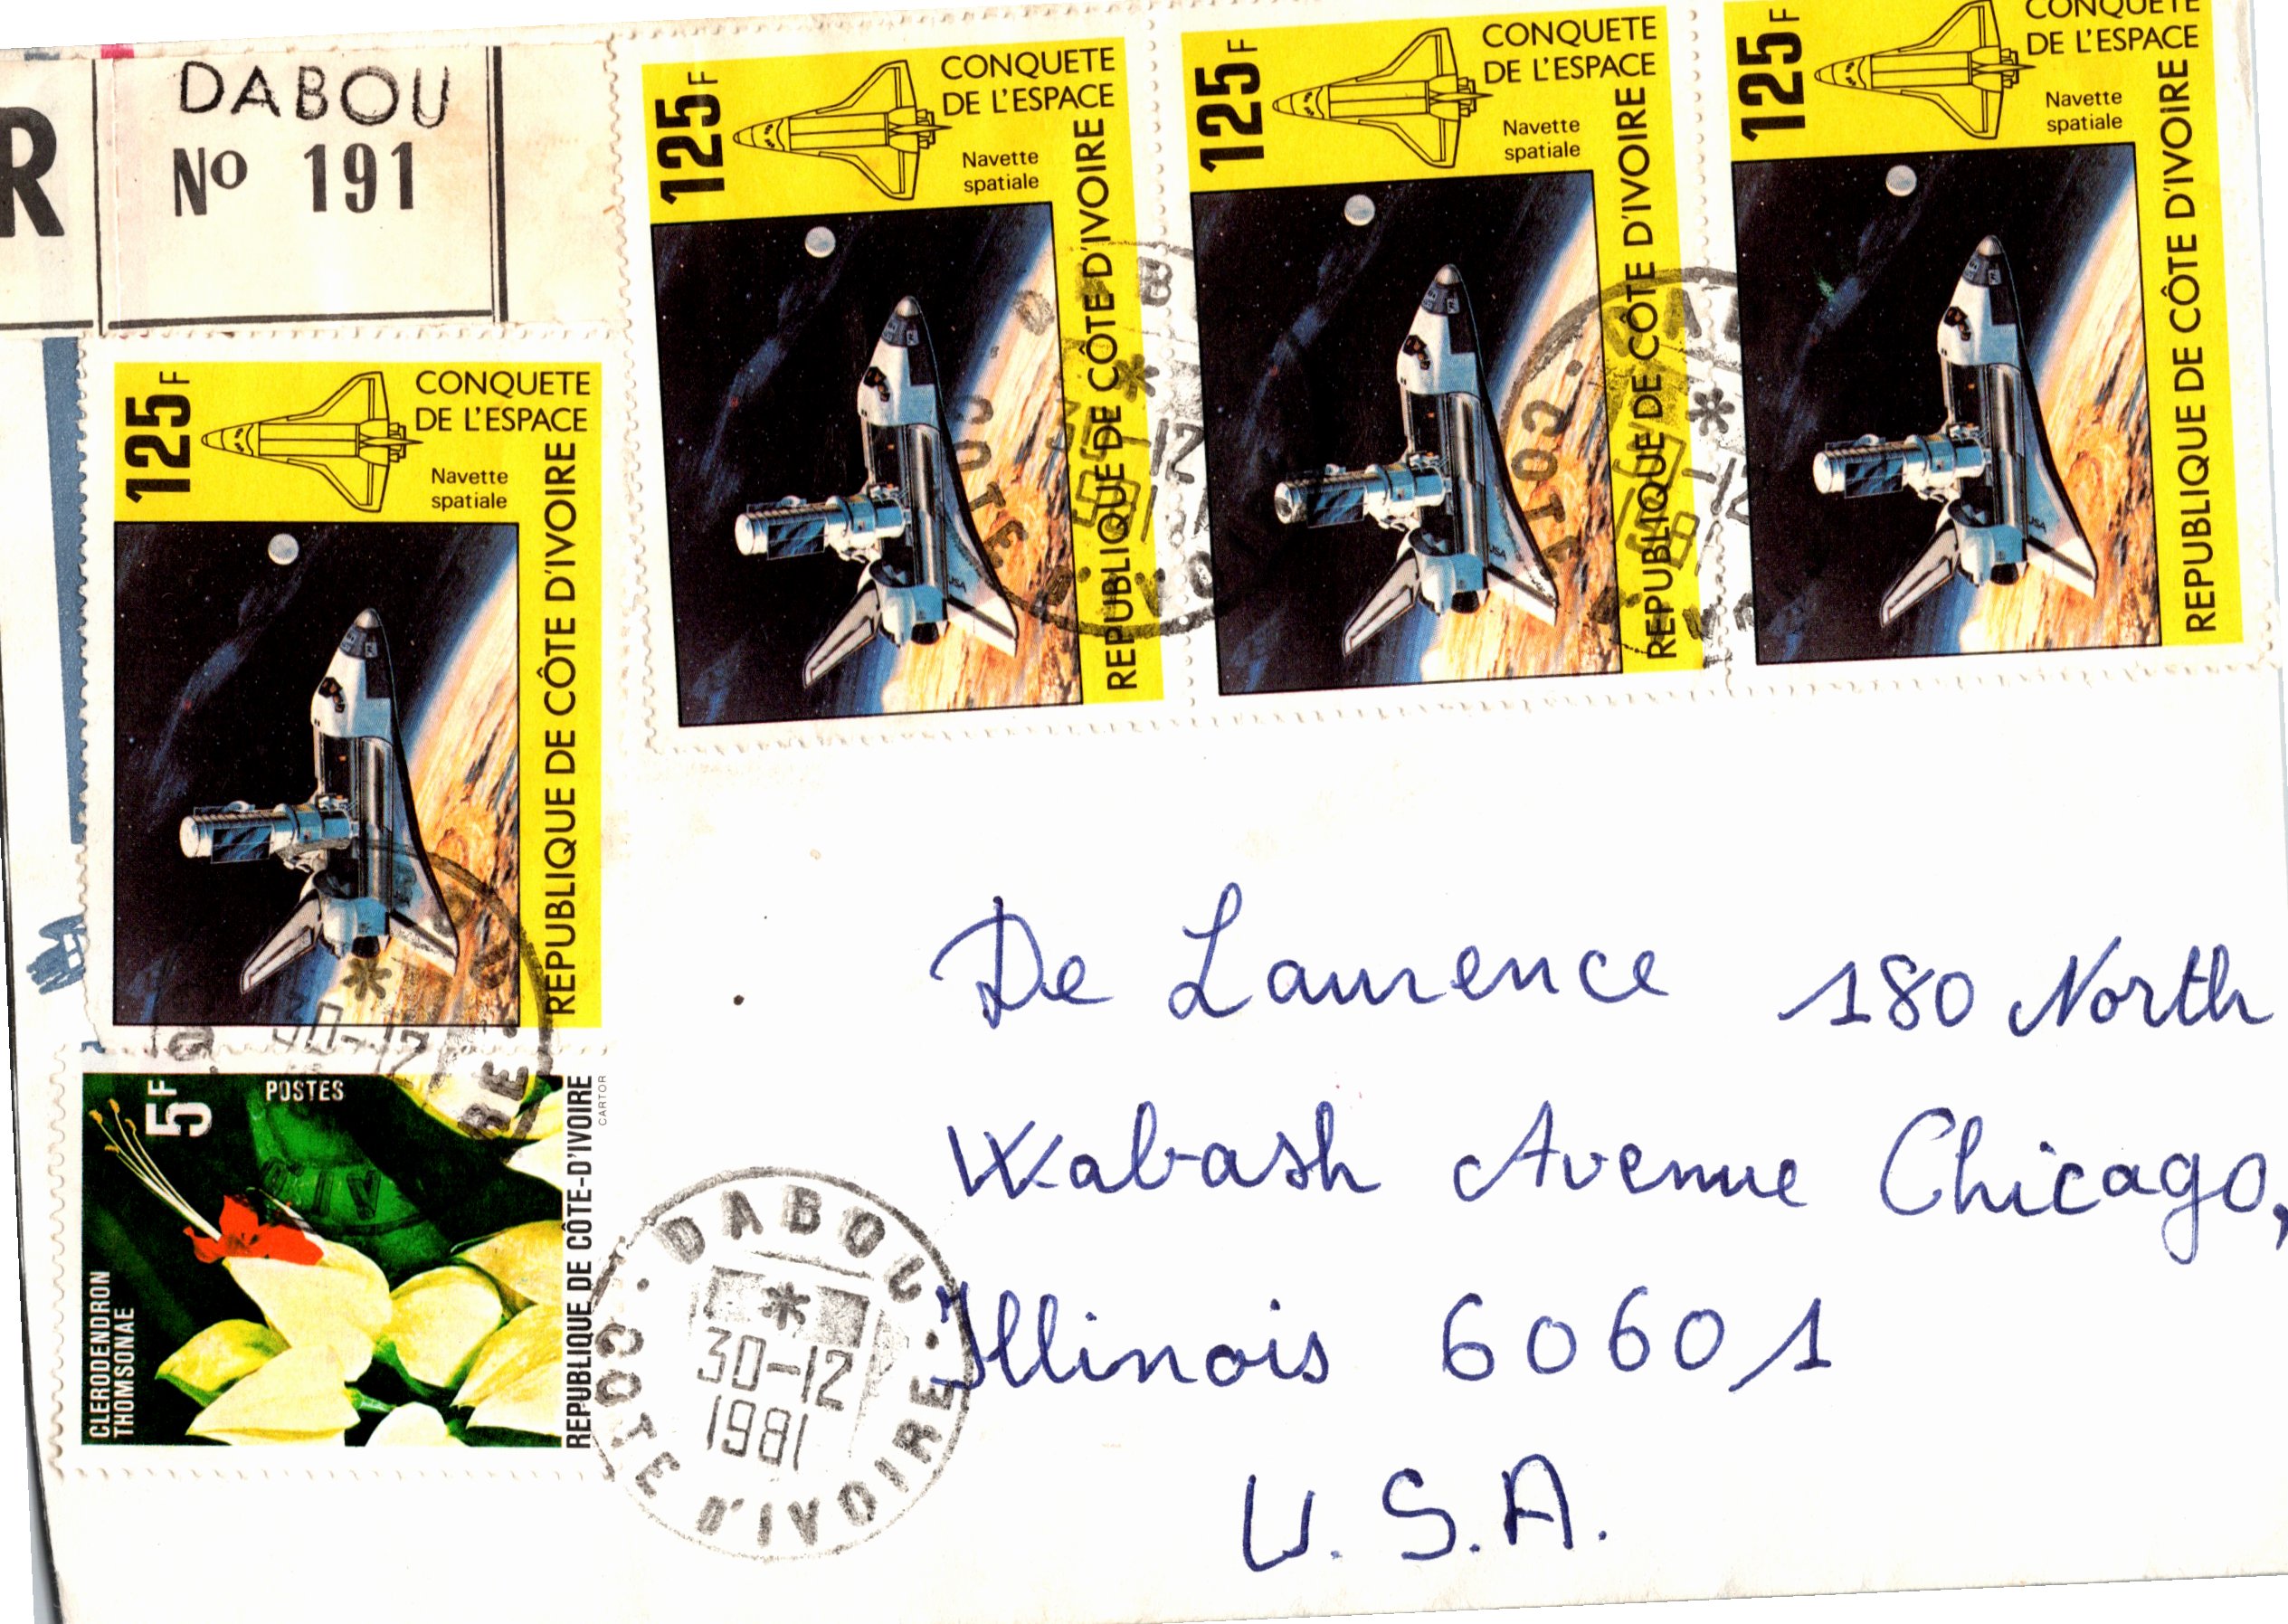 R
DABOU
No 191
125F
CONQUETE
DE L'ESPACE
Navette
spatiale
REPUBLIQUE DE CÔTE D'IVOIRE
125F
CONQUETE
DE L'ESPACE
Navette
spatiale
REPUBLIQUE DE CÔTE D'IVOIRE
125F
CONQUETE
DE L'ESPACE
Navette
spatiale
REPUBLIQUE DE CÔTE D'IVOIRE
125F
CONQUETE
DE L'ESPACE
Navette
spatiale
REPUBLIQUE DE CÔTE D'IVOIRE
5F
POSTES
CLERODENDRON
THOMSONAE
REPUBLIQUE DE CÔTE-D'IVOIRE
CARTOR
DABOU
30-12
1981
COTE D'IVOIRE
De Laurence 180 North
Wabash Avenue Chicago,
Illinois 60601
U.S.A.